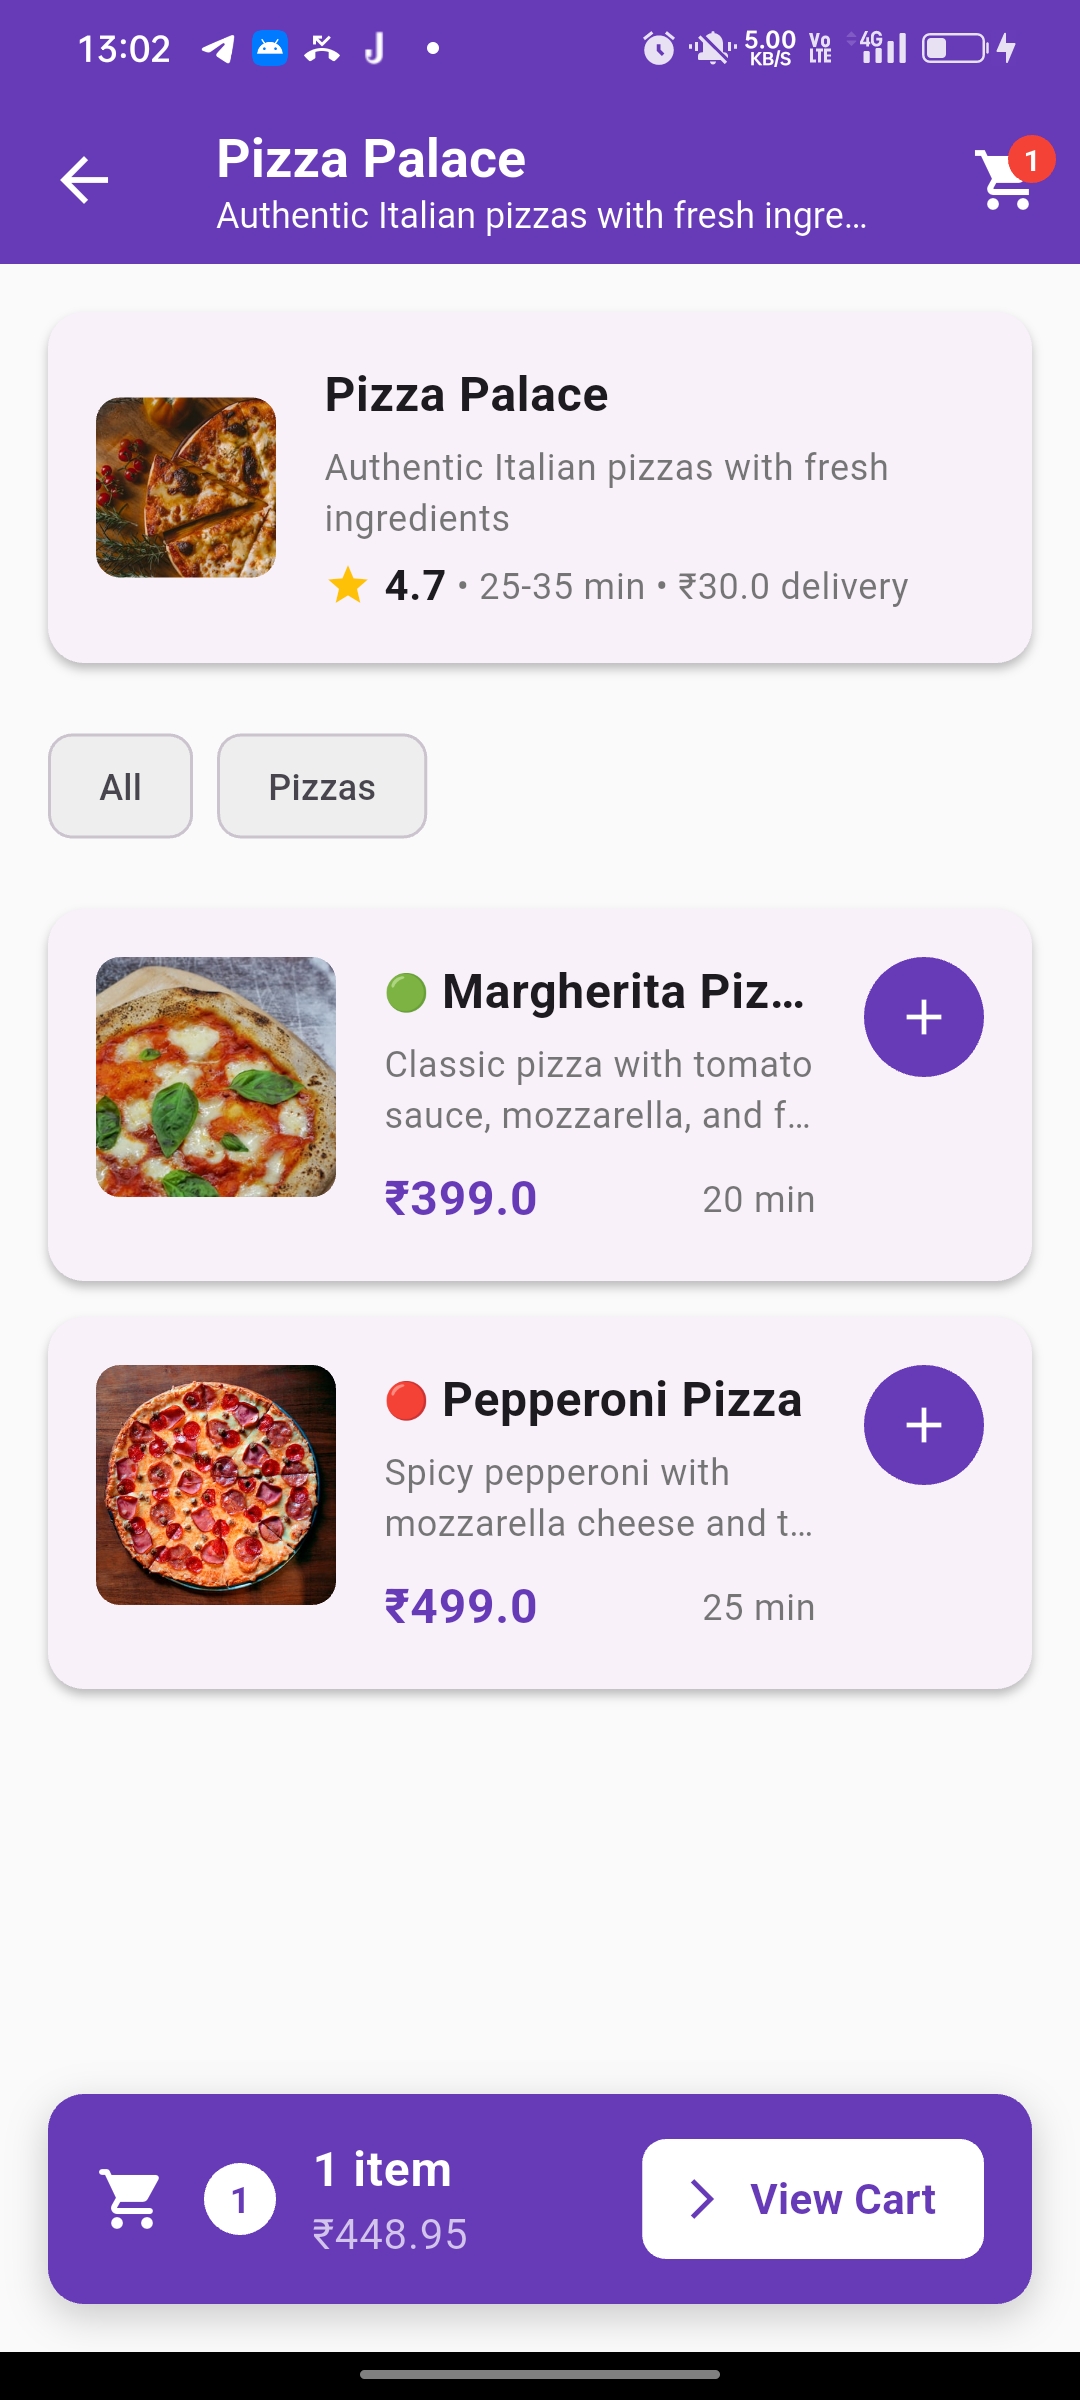 13:02
5.00
KB/S
Vo
LTE
4G
Pizza Palace
1
Authentic Italian pizzas with fresh ingre...
Pizza Palace
Authentic Italian pizzas with fresh
ingredients
4.7 • 25-35 min • ₹30.0 delivery
All
Pizzas
Margherita Piz...
Classic pizza with tomato
sauce, mozzarella, and f...
₹399.0
20 min
Pepperoni Pizza
Spicy pepperoni with
mozzarella cheese and t...
₹499.0
25 min
1
1 item
₹448.95
View Cart